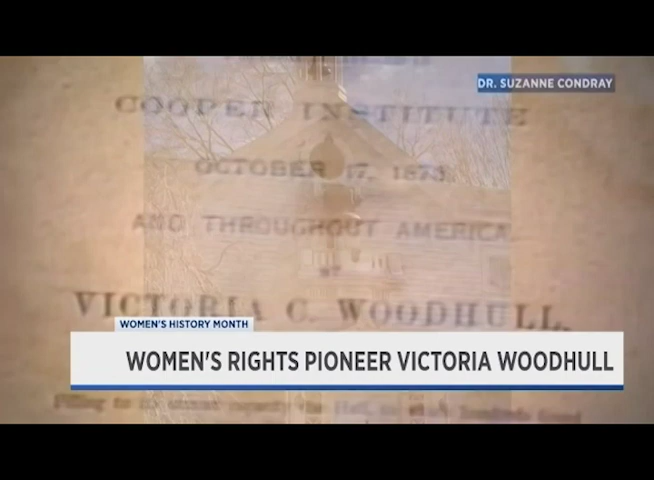 DR. SUZANNE CONDRAY
COOPER INSTITUTE
OCTOBER 17, 1873.
AND THROUGHOUT AMERICA
BY
VICTORIA C. WOODHULL,
WOMEN'S HISTORY MONTH
WOMEN'S RIGHTS PIONEER VICTORIA WOODHULL